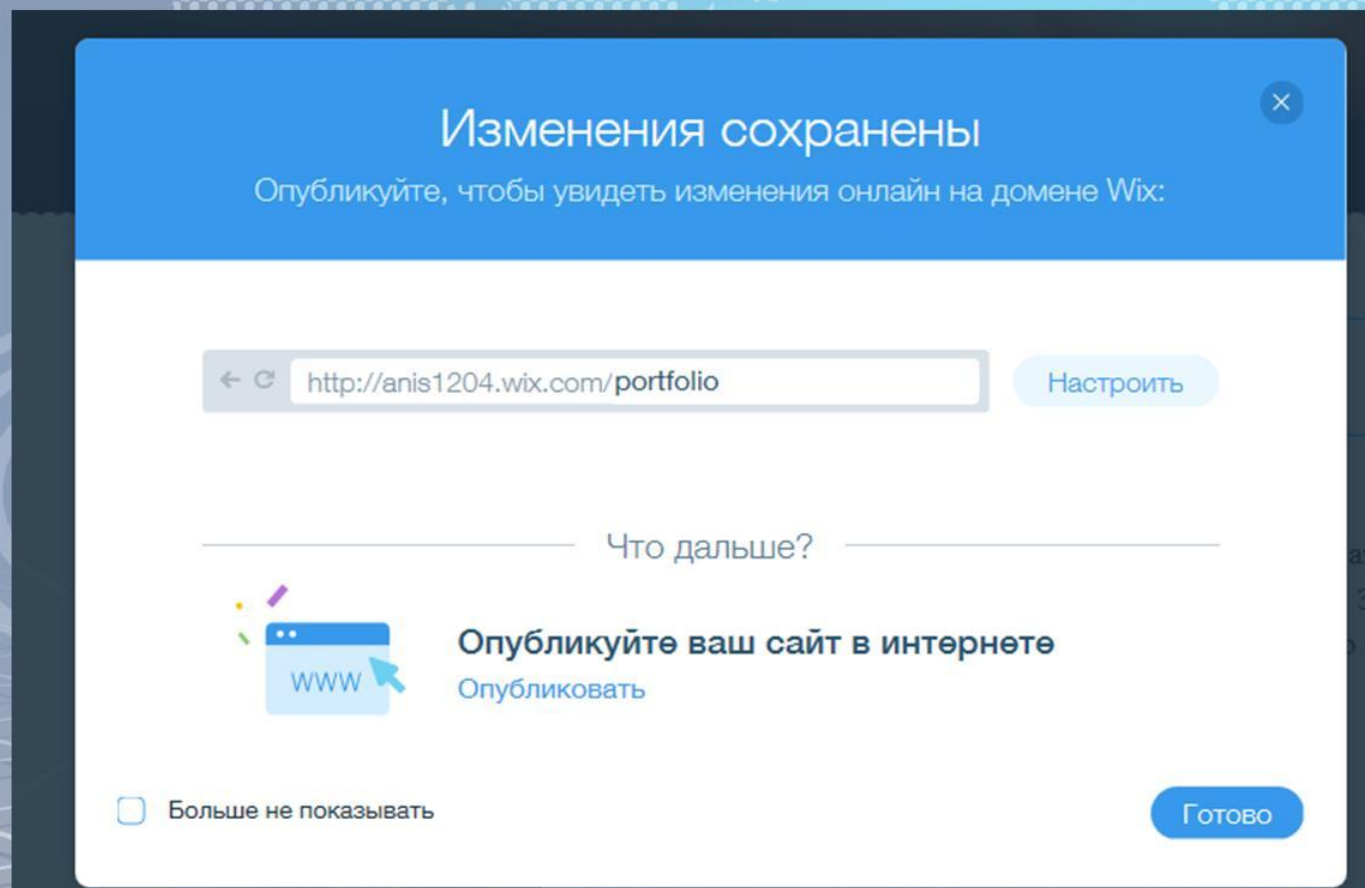 Изменения сохранены
Опубликуйте, чтобы увидеть изменения онлайн на домене Wix:
http://anis1204.wix.com/portfolio
Настроить
Что дальше?
www
Опубликуйте ваш сайт в интернете
Опубликовать
Больше не показывать
Готово